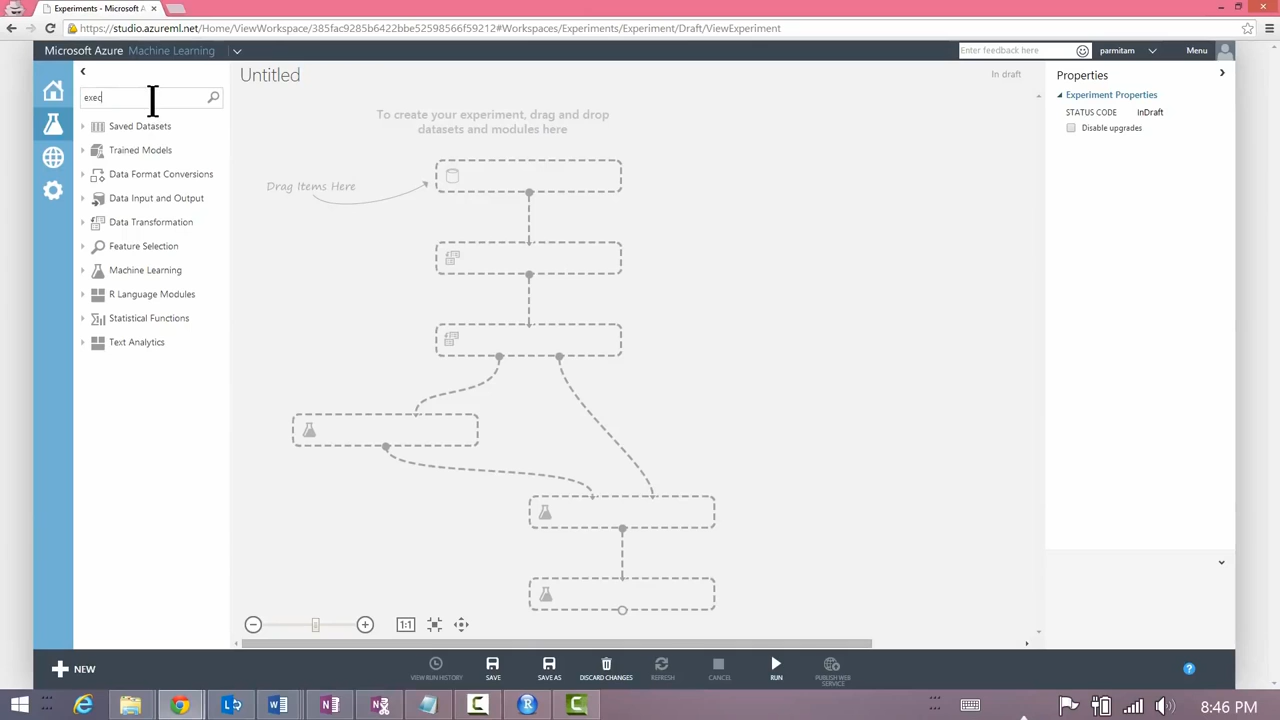 Experiments - Microsoft A
https://studio.azureml.net/Home/ViewWorkspace/385fac9285b6422bbe52598566f59212#Workspaces/Experiments/Experiment/Draft/ViewExperiment
Microsoft Azure Machine Learning
Enter feedback here
parmitam
Menu
exec
Saved Datasets
Trained Models
Data Format Conversions
Data Input and Output
Data Transformation
Feature Selection
Machine Learning
R Language Modules
Statistical Functions
Text Analytics
Untitled
In draft
To create your experiment, drag and drop
datasets and modules here
Drag Items Here
Properties
Experiment Properties
STATUS CODE InDraft
Disable upgrades
1:1
NEW
VIEW RUN HISTORY
SAVE
SAVE AS
DISCARD CHANGES
REFRESH
CANCEL
RUN
PUBLISH WEB
SERVICE
8:46 PM